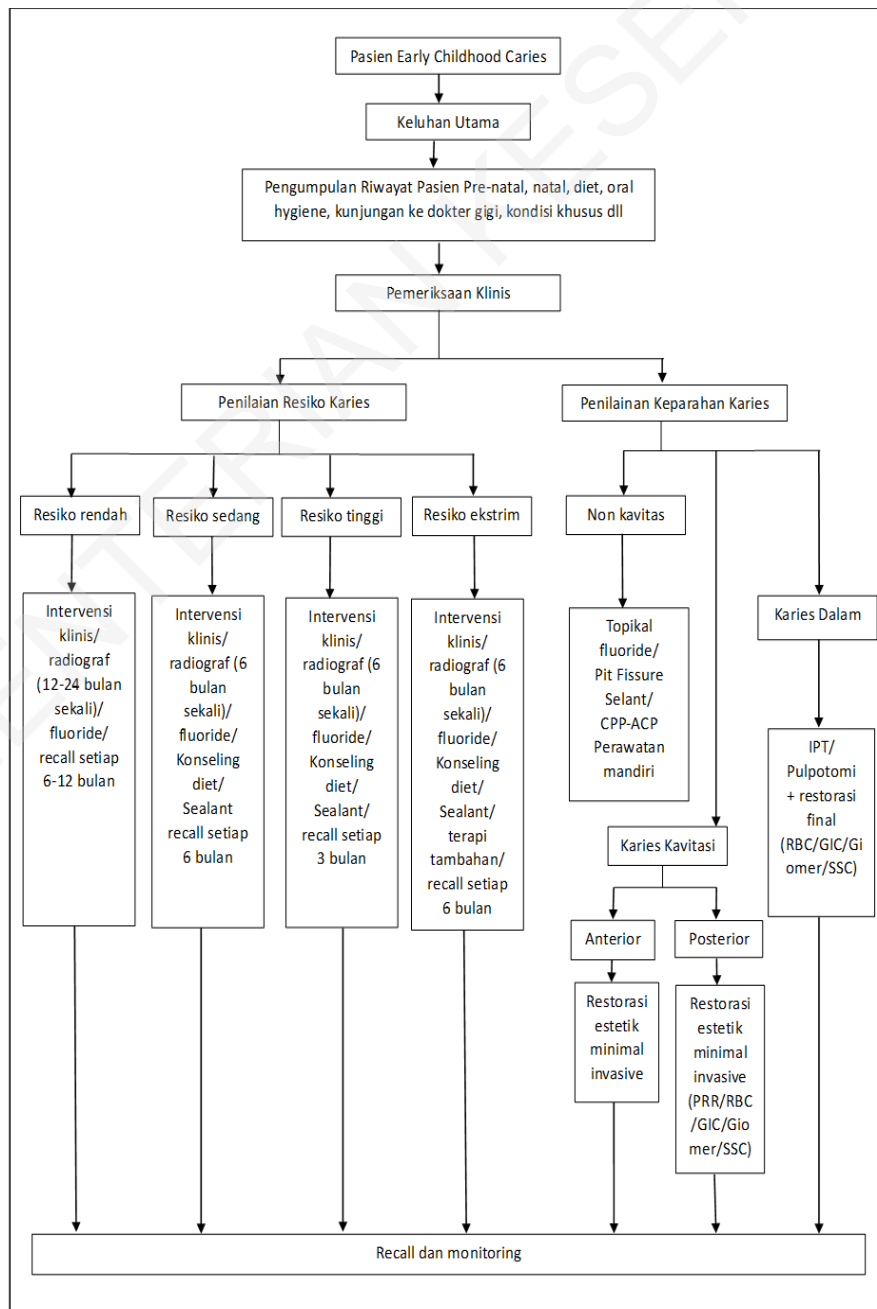 Pasien Early Childhood Caries
Keluhan Utama
Pengumpulan Riwayat Pasien Pre-natal, natal, diet, oral
hygiene, kunjungan ke dokter gigi, kondisi khusus dll
Pemeriksaan Klinis
Penilaian Resiko Karies
Penilainan Keparahan Karies
Resiko rendah
Resiko sedang
Resiko tinggi
Resiko ekstrim
Non kavitas
Karies Dalam
Intervensi
klinis/
radiograf
(12-24 bulan
sekali)/
fluoride/
recall setiap
6-12 bulan
Intervensi
klinis/
radiograf (6
bulan
sekali)/
fluoride/
Konseling
diet/
Sealant
recall setiap
6 bulan
Intervensi
klinis/
radiograf (6
bulan
sekali)/
fluoride/
Konseling
diet/
Sealant/
recall setiap
3 bulan
Intervensi
klinis/
radiograf (6
bulan
sekali)/
fluoride/
Konseling
diet/
Sealant/
terapi
tambahan/
recall setiap
6 bulan
Topikal
fluoride/
Pit Fissure
Selant/
CPP-ACP
Perawatan
mandiri
IPT/
Pulpotomi
+ restorasi
final
(RBC/GIC/Gi
omer/SSC)
Karies Kavitasi
Anterior
Posterior
Restorasi
estetik
minimal
invasive
Restorasi
estetik
minimal
invasive
(PRR/RBC
/GIC/Gio
mer/SSC)
Recall dan monitoring
ENTERIAN KESE